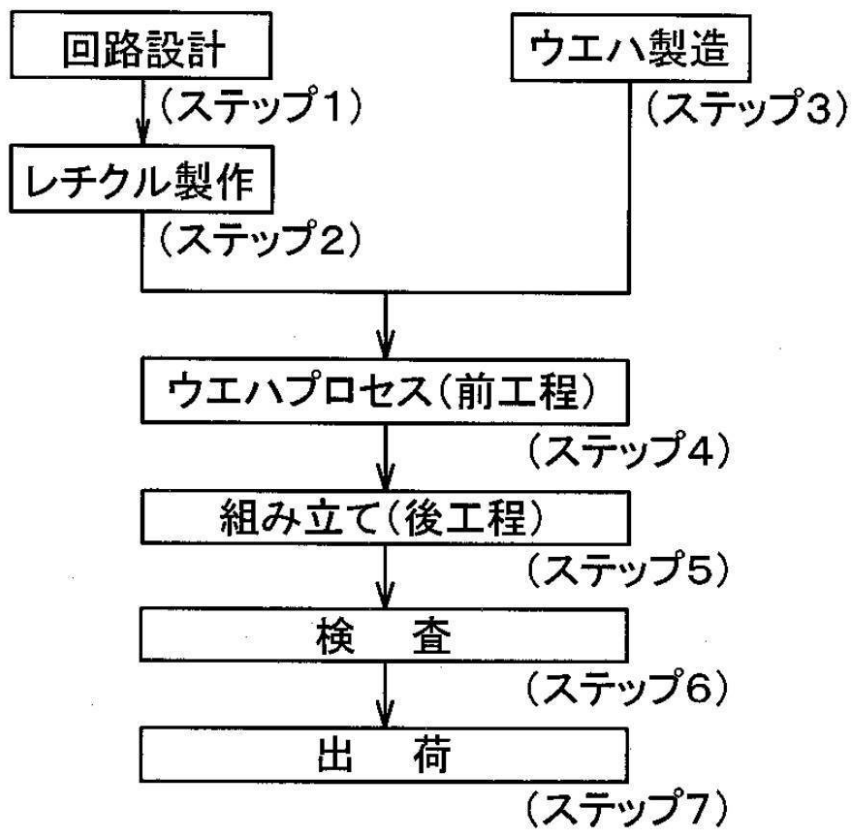 回路設計
(ステップ1)
レチクル製作
(ステップ2)
ウエハ製造
(ステップ3)
ウエハプロセス(前工程)
(ステップ4)
組み立て(後工程)
(ステップ5)
検 査
(ステップ6)
出 荷
(ステップ7)